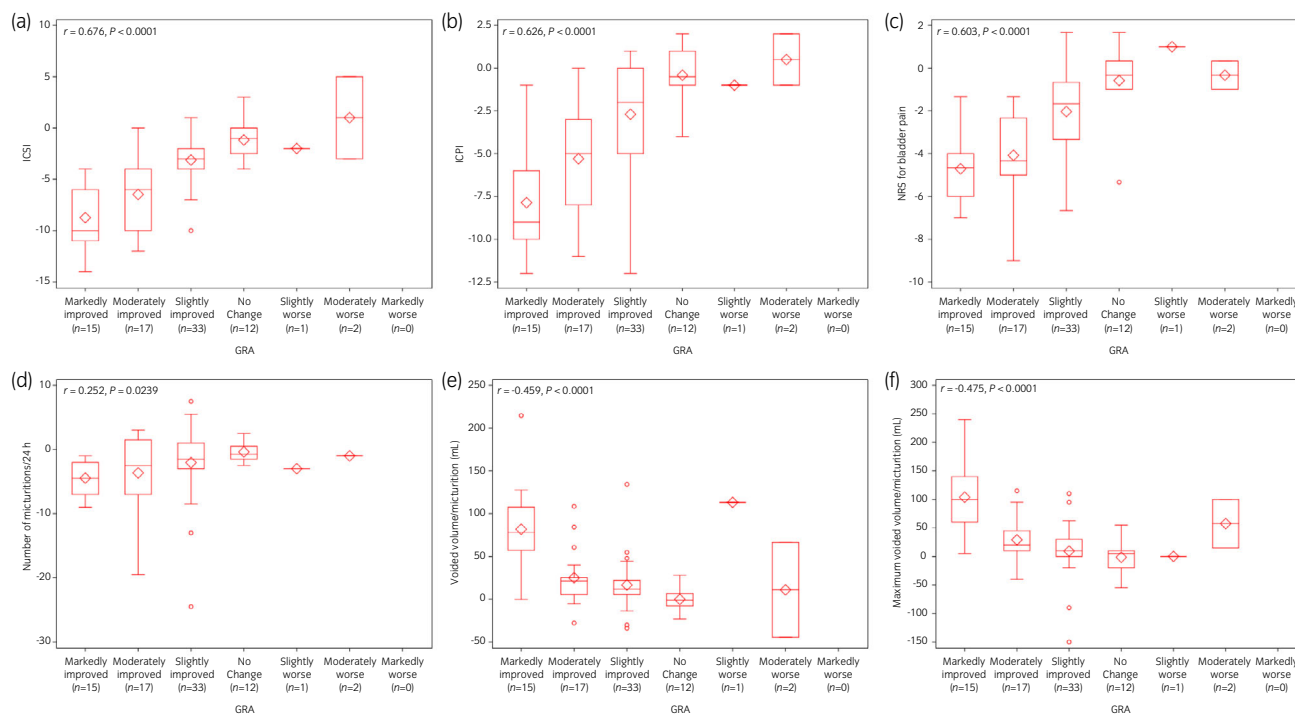 (a)
r = 0.676, P < 0.0001
10
5
0
-5
-10
-15
ICSI
Markedly improved (n=15)
Moderately improved (n=17)
Slightly improved (n=33)
No Change (n=12)
Slightly worse (n=1)
Moderately worse (n=2)
Markedly worse (n=0)
GRA
(b)
r = 0.626, P < 0.0001
2.5
0.0
-2.5
-5.0
-7.5
-10.0
-12.5
ICPI
Markedly improved (n=15)
Moderately improved (n=17)
Slightly improved (n=33)
No Change (n=12)
Slightly worse (n=1)
Moderately worse (n=2)
Markedly worse (n=0)
GRA
(c)
r = 0.603, P < 0.0001
2
0
-2
-4
-6
-8
-10
NRS for bladder pain
Markedly improved (n=15)
Moderately improved (n=17)
Slightly improved (n=33)
No Change (n=12)
Slightly worse (n=1)
Moderately worse (n=2)
Markedly worse (n=0)
GRA
(d)
r = 0.252, P = 0.0239
10
0
-10
-20
-30
Number of micturitions/24 h
Markedly improved (n=15)
Moderately improved (n=17)
Slightly improved (n=33)
No Change (n=12)
Slightly worse (n=1)
Moderately worse (n=2)
Markedly worse (n=0)
GRA
(e)
r = -0.459, P < 0.0001
250
200
150
100
50
0
-50
Voided volume/micturition (mL)
Markedly improved (n=15)
Moderately improved (n=17)
Slightly improved (n=33)
No Change (n=12)
Slightly worse (n=1)
Moderately worse (n=2)
Markedly worse (n=0)
GRA
(f)
r = -0.475, P < 0.0001
300
250
200
150
100
50
0
-50
-100
-150
Maximum voided volume/micturition (mL)
Markedly improved (n=15)
Moderately improved (n=17)
Slightly improved (n=33)
No Change (n=12)
Slightly worse (n=1)
Moderately worse (n=2)
Markedly worse (n=0)
GRA